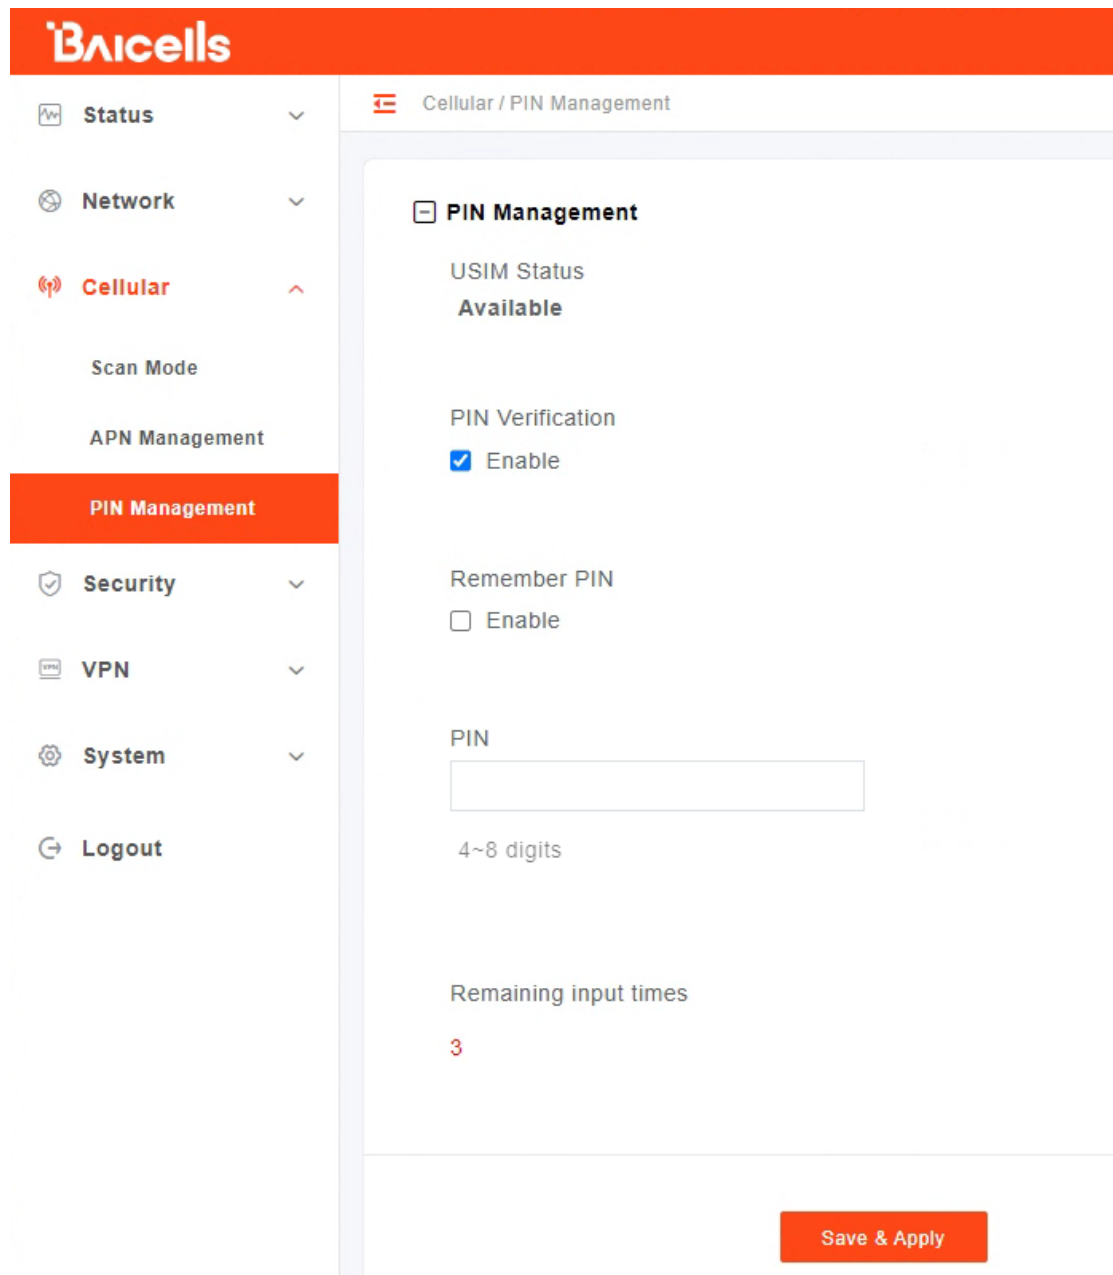 Baicells
Status
Cellular / PIN Management
Network
PIN Management
USIM Status
Cellular
Available
Scan Mode
PIN Verification
APN Management
Enable
PIN Management
Security
Remember PIN
Enable
VPN
VPN
PIN
System
4~8 digits
Logout
Remaining input times
3
Save & Apply